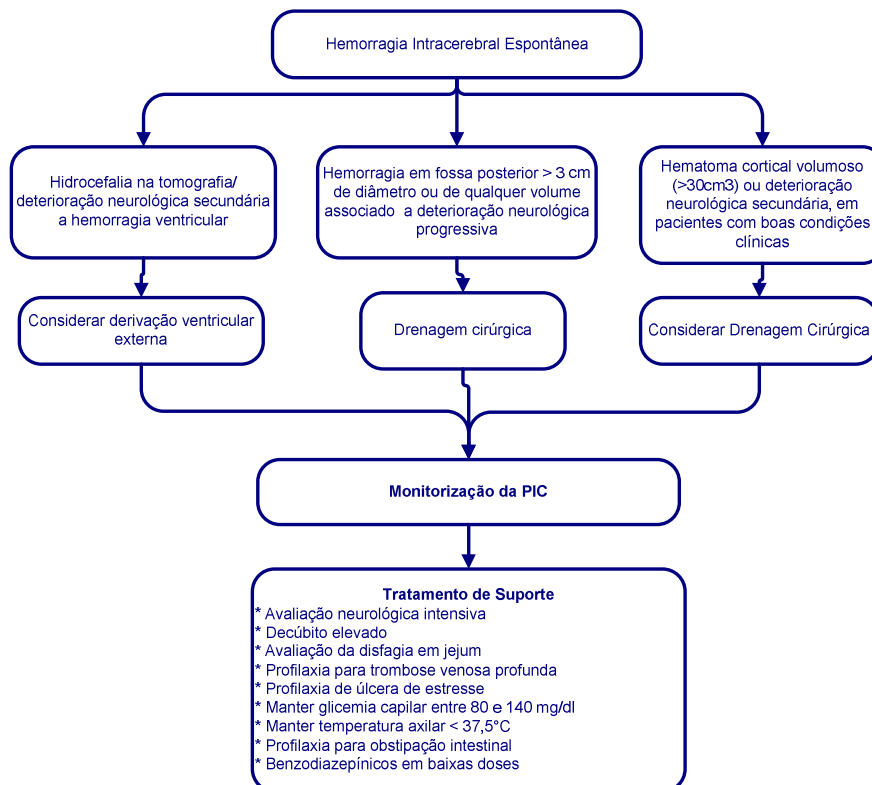 Hemorragia Intracerebral Espontânea
Hidrocefalia na tomografia/
deterioração neurológica secundária
a hemorragia ventricular
Hemorragia em fossa posterior > 3 cm
de diâmetro ou de qualquer volume
associado a deterioração neurológica
progressiva
Hematoma cortical volumoso
(>30cm3) ou deterioração
neurológica secundária, em
pacientes com boas condições
clínicas
Considerar derivação ventricular
externa
Drenagem cirúrgica
Considerar Drenagem Cirúrgica
Monitorização da PIC
Tratamento de Suporte
* Avaliação neurológica intensiva
* Decúbito elevado
* Avaliação da disfagia em jejum
* Profilaxia para trombose venosa profunda
* Profilaxia de úlcera de estresse
* Manter glicemia capilar entre 80 e 140 mg/dl
* Manter temperatura axilar < 37,5°C
* Profilaxia para obstipação intestinal
* Benzodiazepínicos em baixas doses